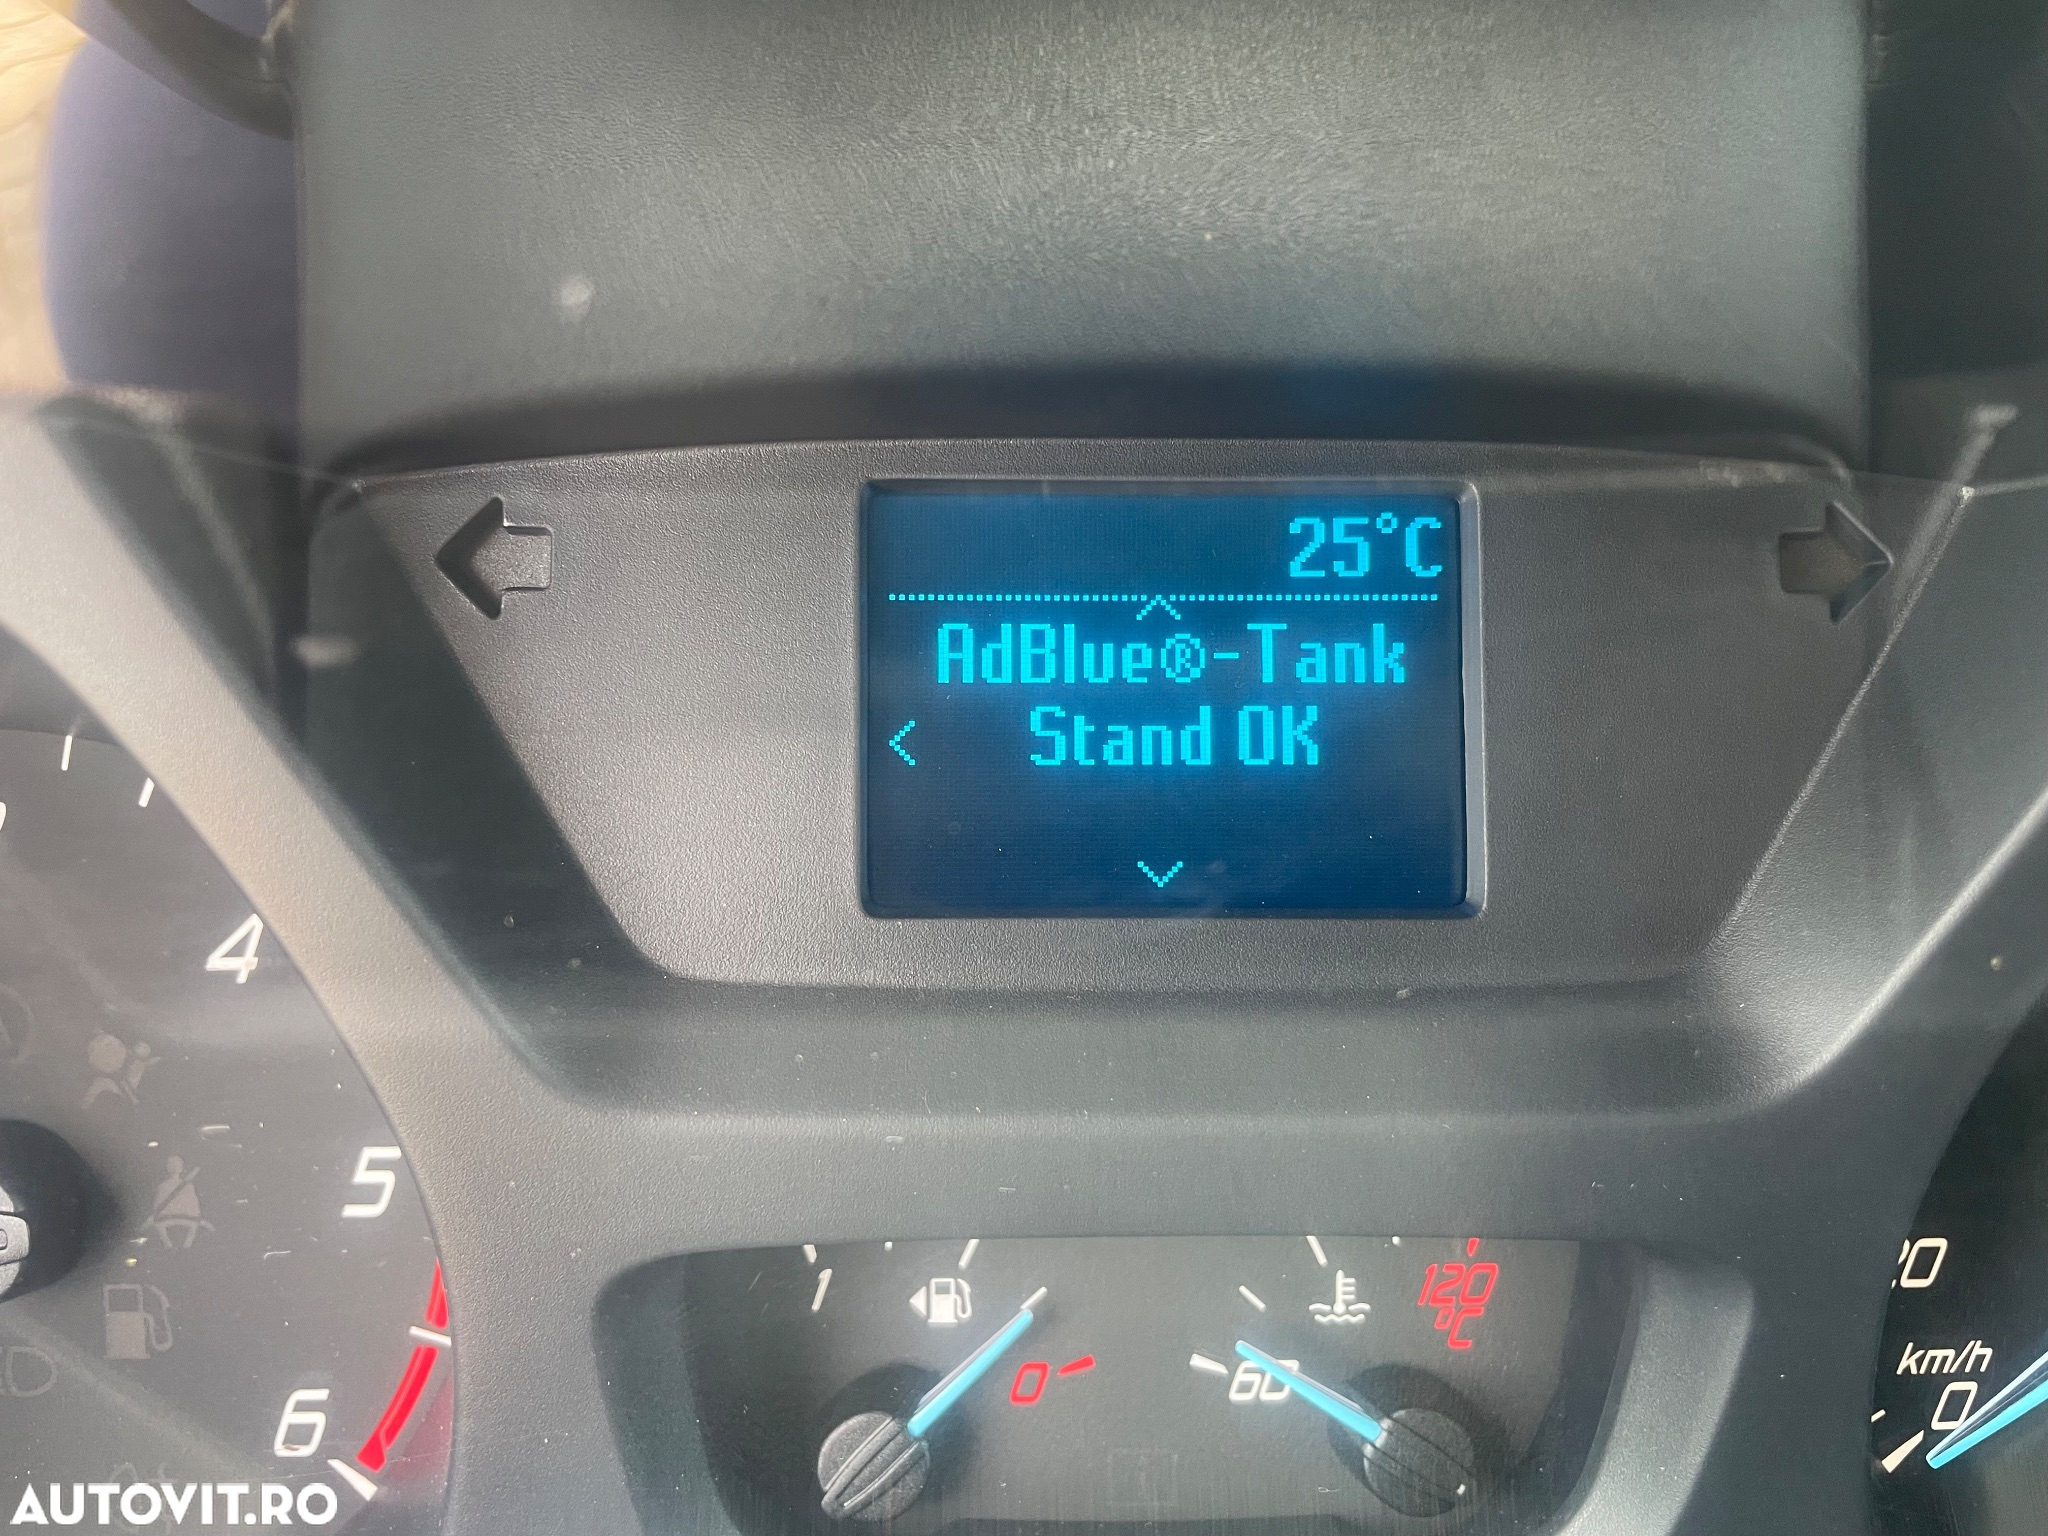 25°C
AdBlue®-Tank
Stand OK
4
5
6
1
0
60
120
°C
20
km/h
0
AUTOVIT.RO